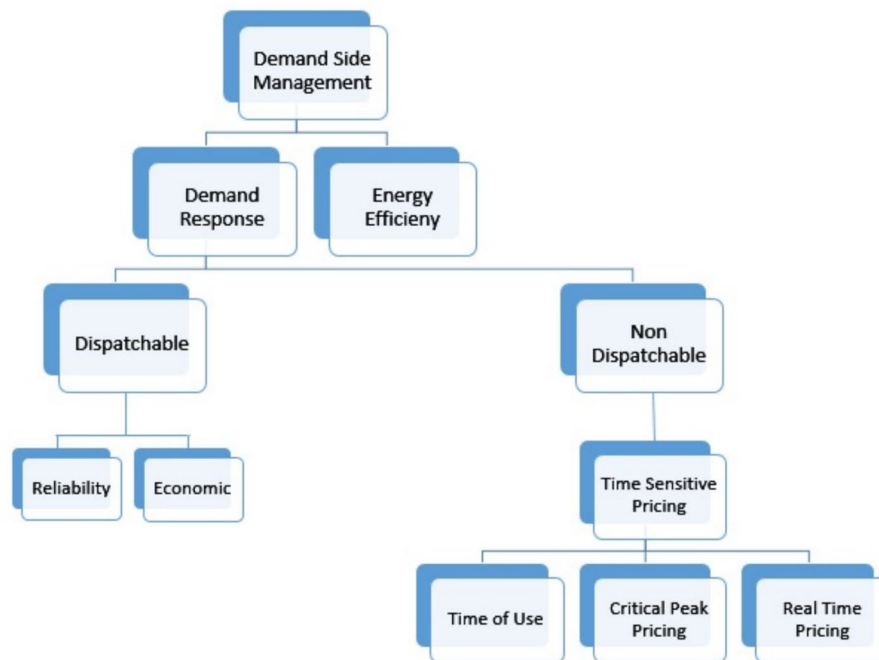 Demand Side
Management
Demand
Response
Energy
Efficieny
Dispatchable
Non
Dispatchable
Reliability
Economic
Time Sensitive
Pricing
Time of Use
Critical Peak
Pricing
Real Time
Pricing